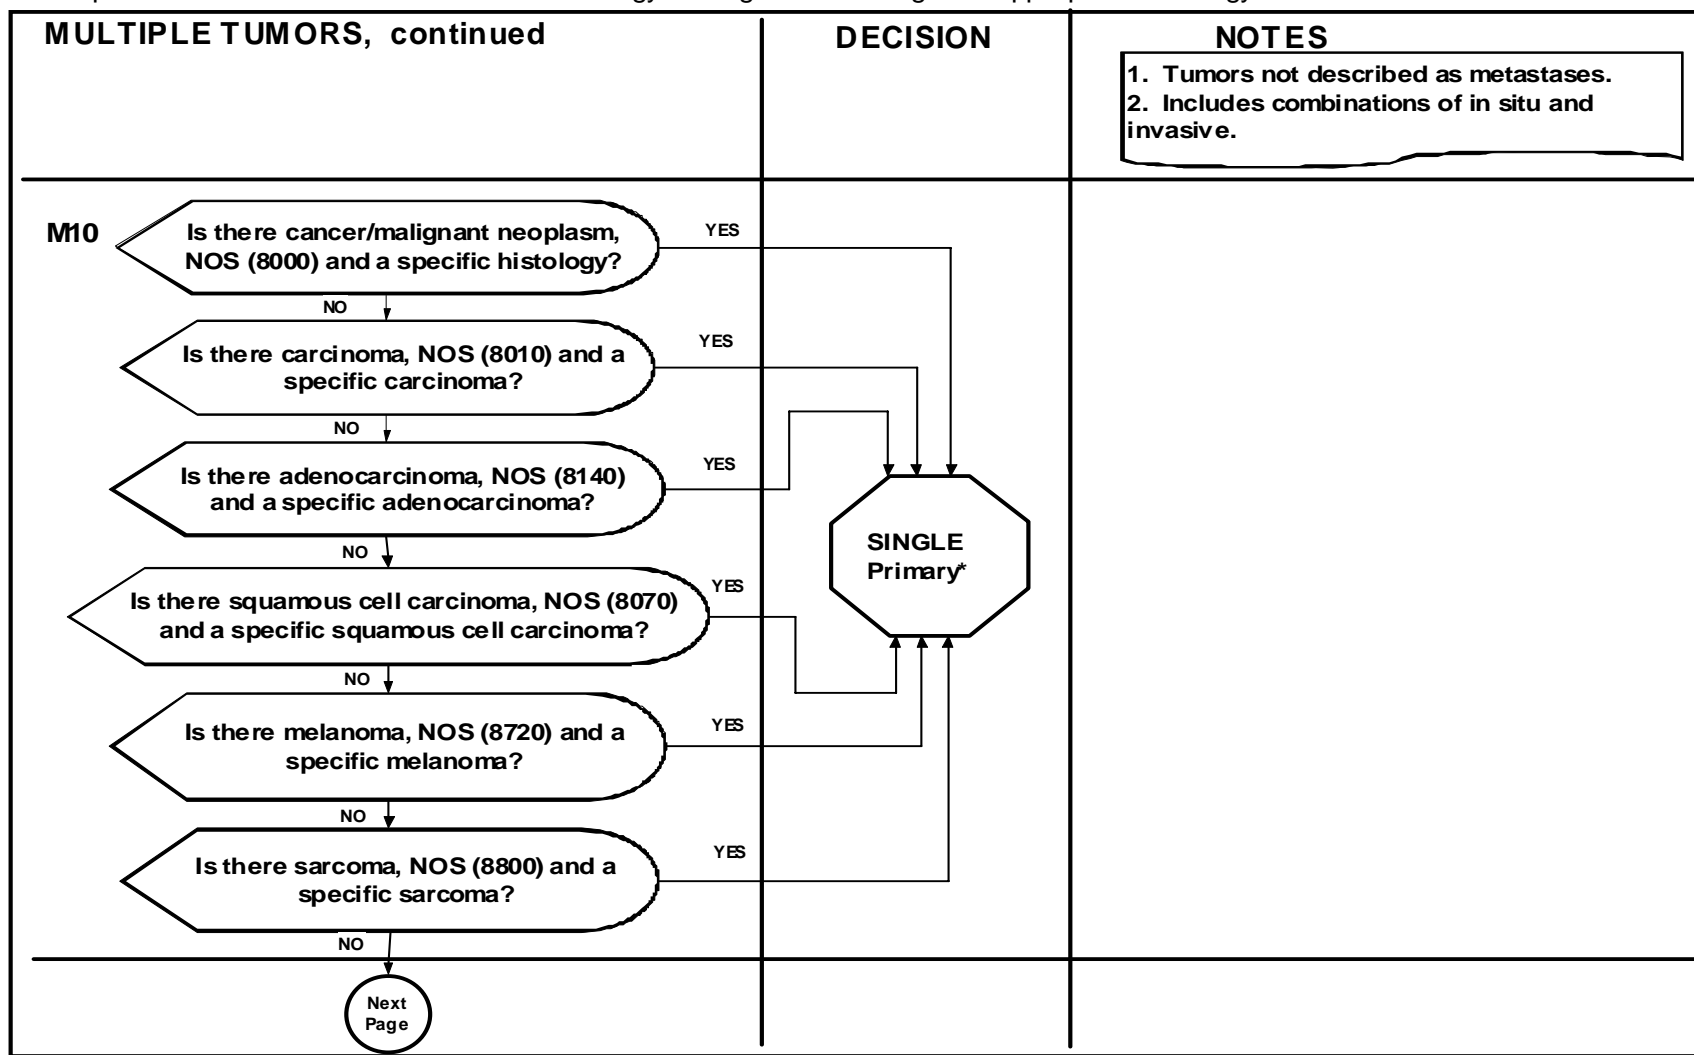 MULTIPLE TUMORS, continued
DECISION
NOTES
1. Tumors not described as metastases.
2. Includes combinations of in situ and
invasive.
M10
Is there cancer/malignant neoplasm,
NOS (8000) and a specific histology?
YES
NO
Is there carcinoma, NOS (8010) and a
specific carcinoma?
YES
NO
Is there adenocarcinoma, NOS (8140)
and a specific adenocarcinoma?
YES
NO
SINGLE
Primary*
Is there squamous cell carcinoma, NOS (8070)
and a specific squamous cell carcinoma?
YES
NO
Is there melanoma, NOS (8720) and a
specific melanoma?
YES
NO
Is there sarcoma, NOS (8800) and a
specific sarcoma?
YES
NO
Next
Page